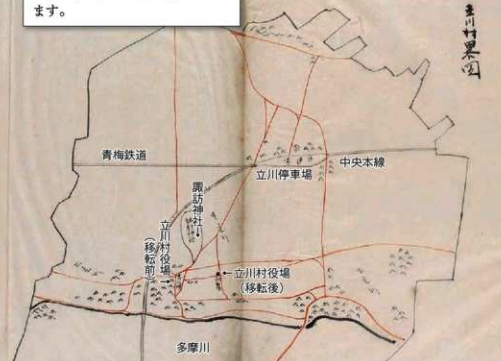 ます。
立川村略図
青梅鉄道
中央本線
立川停車場
諏訪神社→
立川村役場→
(移転前)
←立川村役場
(移転後)
多摩川